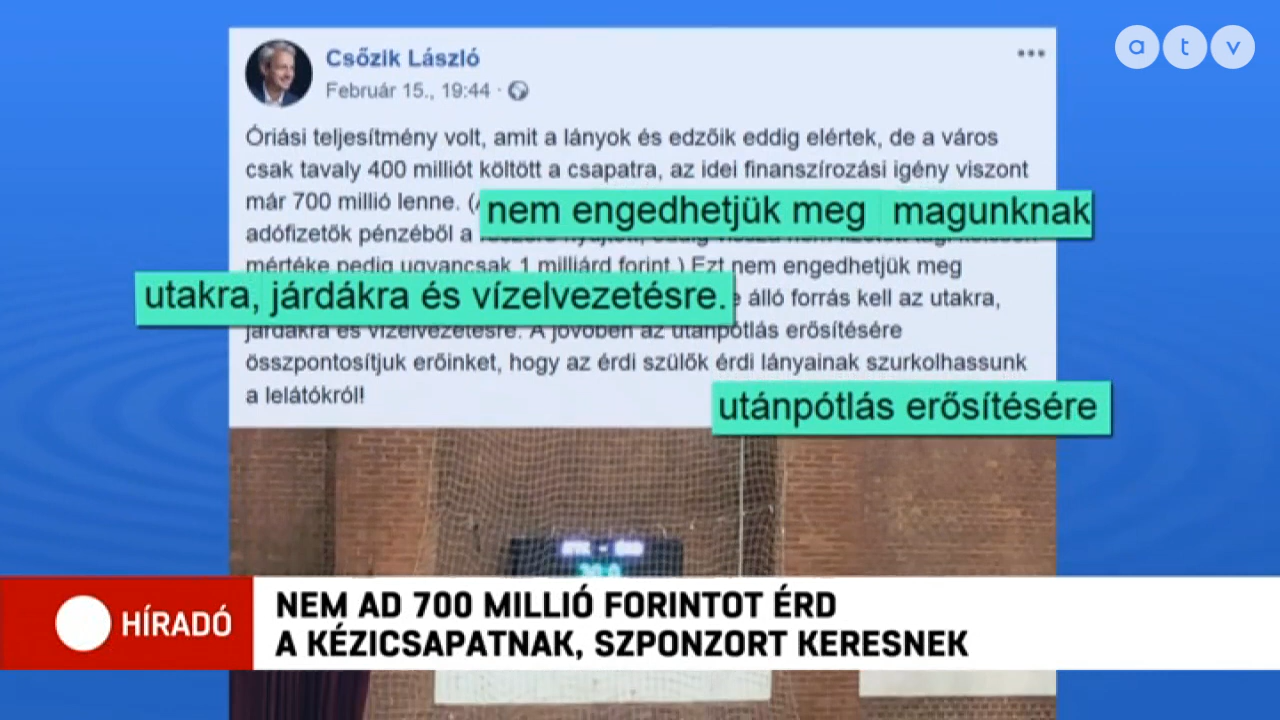 a t v
Csőzik László
Február 15., 19:44 ·
Óriási teljesítmény volt, amit a lányok és edzőik eddig elértek, de a város
csak tavaly 400 milliót költött a csapatra, az idei finanszírozási igény viszont
már 700 millió lenne.
nem engedhetjük meg magunknak
adófizetők pénzéből a
mértéke pedig ugyancsak 1 milliárd forint.) Ezt nem engedhetjük meg
utakra, járdákra és vízelvezetésre.
álló forrás kell az utakra,
járdákra és vízelvezetésre. A jövőben az utánpótlás erősítésére
összpontosítjuk erőinket, hogy az érdi szülők érdi lányainak szurkolhassunk
a lelátókról!
utánpótlás erősítésére
HÍRADÓ
NEM AD 700 MILLIÓ FORINTOT ÉRD
A KÉZICSAPATNAK, SZPONZORT KERESNEK